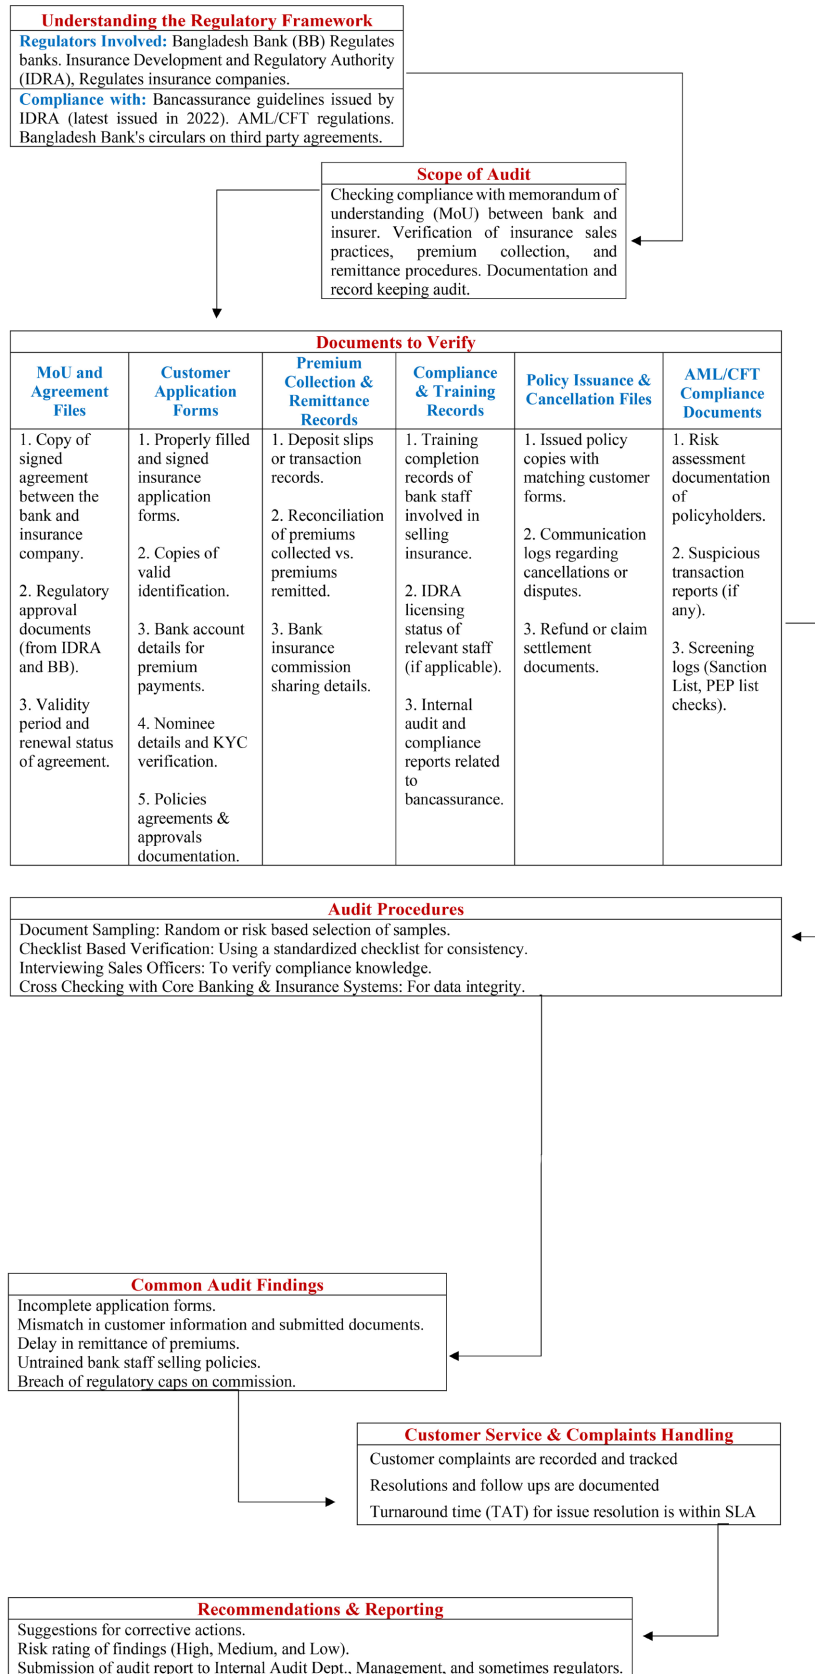 Understanding the Regulatory Framework
Regulators Involved: Bangladesh Bank (BB) Regulates
banks. Insurance Development and Regulatory Authority
(IDRA), Regulates insurance companies.
Compliance with: Bancassurance guidelines issued by
IDRA (latest issued in 2022). AML/CFT regulations.
Bangladesh Bank's circulars on third party agreements.
Scope of Audit
Checking compliance with memorandum of
understanding (MoU) between bank and
insurer. Verification of insurance sales
practices, premium collection, and
remittance procedures. Documentation and
record keeping audit.
Documents to Verify
MoU and
Agreement
Files
1. Copy of
signed
agreement
between the
bank and
insurance
company.
2. Regulatory
approval
documents
(from IDRA
and BB).
3. Validity
period and
renewal status
of agreement.
Customer
Application
Forms
1. Properly filled
and signed
insurance
application
forms.
2. Copies of
valid
identification.
3. Bank account
details for
premium
payments.
4. Nominee
details and KYC
verification.
5. Policies
agreements &
approvals
documentation.
Premium
Collection &
Remittance
Records
1. Deposit slips
or transaction
records.
2. Reconciliation
of premiums
collected vs.
premiums
remitted.
3. Bank
insurance
commission
sharing details.
Compliance
& Training
Records
1. Training
completion
records of
bank staff
involved in
selling
insurance.
2. IDRA
licensing
status of
relevant staff
(if applicable).
3. Internal
audit and
compliance
reports related
to
bancassurance.
Policy Issuance &
Cancellation Files
1. Issued policy
copies with
matching customer
forms.
2. Communication
logs regarding
cancellations or
disputes.
3. Refund or claim
settlement
documents.
AML/CFT
Compliance
Documents
1. Risk
assessment
documentation
of
policyholders.
2. Suspicious
transaction
reports (if
any).
3. Screening
logs (Sanction
List, PEP list
checks).
Audit Procedures
Document Sampling: Random or risk based selection of samples.
Checklist Based Verification: Using a standardized checklist for consistency.
Interviewing Sales Officers: To verify compliance knowledge.
Cross Checking with Core Banking & Insurance Systems: For data integrity.
Common Audit Findings
Incomplete application forms.
Mismatch in customer information and submitted documents.
Delay in remittance of premiums.
Untrained bank staff selling policies.
Breach of regulatory caps on commission.
Customer Service & Complaints Handling
Customer complaints are recorded and tracked
Resolutions and follow ups are documented
Turnaround time (TAT) for issue resolution is within SLA
Recommendations & Reporting
Suggestions for corrective actions.
Risk rating of findings (High, Medium, and Low).
Submission of audit report to Internal Audit Dept., Management, and sometimes regulators.